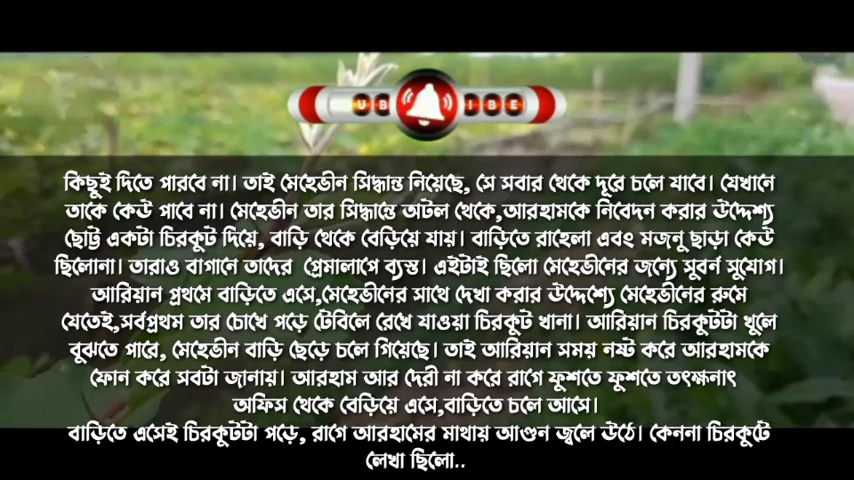 UB IBE
কিছুই দিতে পারবে না। তাই মেহেভীন সিদ্ধান্ত নিয়েছে, সে সবার থেকে দূরে চলে যাবে। যেখানে
তাকে কেউ পাবে না। মেহেভীন তার সিদ্ধান্তে অটল থেকে,আরহামকে নিবেদন করার উদ্দেশ্য
ছোট্ট একটা চিরকুট দিয়ে, বাড়ি থেকে বেড়িয়ে যায়। বাড়িতে রাহেলা এবং মজনু ছাড়া কেউ
ছিলোনা। তারাও বাগানে তাদের প্রেমালাপে ব্যস্ত। এইটাই ছিলো মেহেভীনের জন্যে সুবর্ন সুযোগ।
আরিয়ান প্রথমে বাড়িতে এসে,মেহেভীনের সাথে দেখা করার উদ্দেশ্যে মেহেভীনের রুমে
যেতেই,সর্বপ্রথম তার চোখে পড়ে টেবিলে রেখে যাওয়া চিরকুট খানা। আরিয়ান চিরকুটটা খুলে
বুঝতে পারে, মেহেভীন বাড়ি ছেড়ে চলে গিয়েছে। তাই আরিয়ান সময় নষ্ট করে আরহামকে
ফোন করে সবটা জানায়। আরহাম আর দেরী না করে রাগে ফুশতে ফুশতে তৎক্ষনাৎ
অফিস থেকে বেড়িয়ে এসে,বাড়িতে চলে আসে।
বাড়িতে এসেই চিরকুটটা পড়ে, রাগে আরহামের মাথায় আগুন জ্বলে উঠে। কেননা চিরকুটে
লেখা ছিলো..